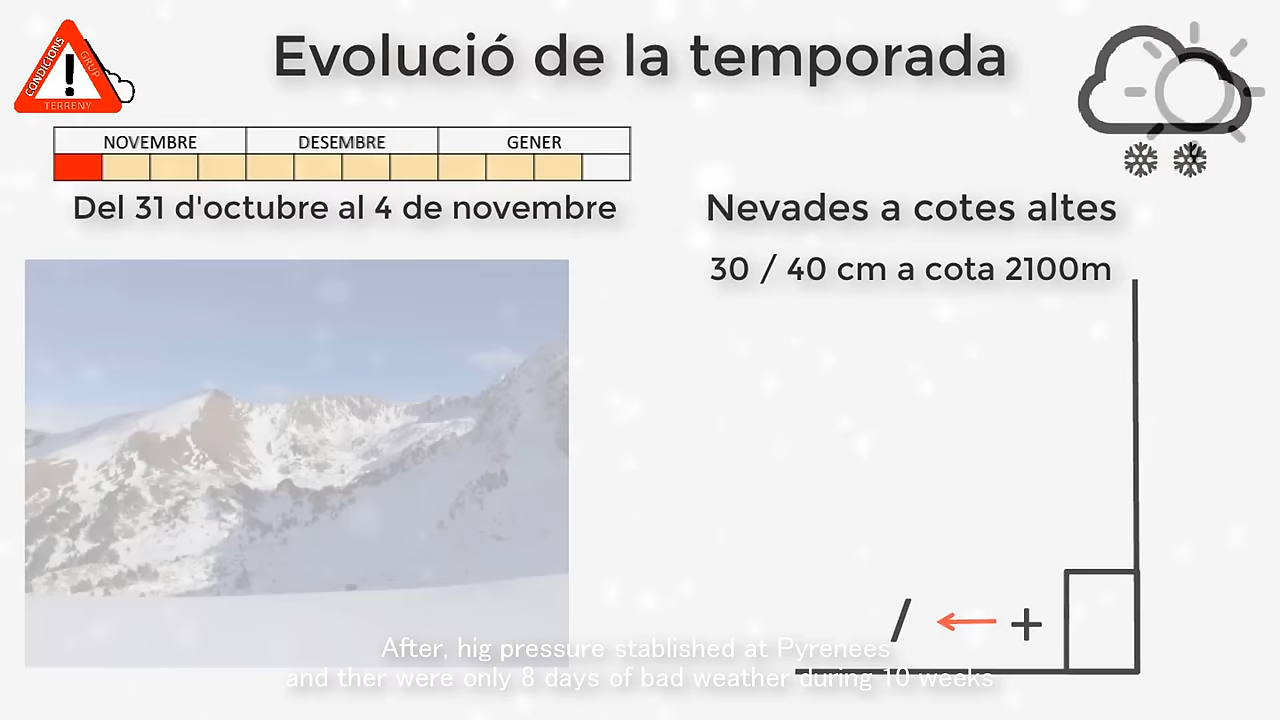 Evolució de la temporada
CONDICIONS
GRUP
TERRENY
NOVEMBRE DESEMBRE GENER
Del 31 d'octubre al 4 de novembre
Nevades a cotes altes
30 / 40 cm a cota 2100m
/ ← +
After, hig pressure stablished at Pyrenees
and ther were only 8 days of bad weather during 10 weeks